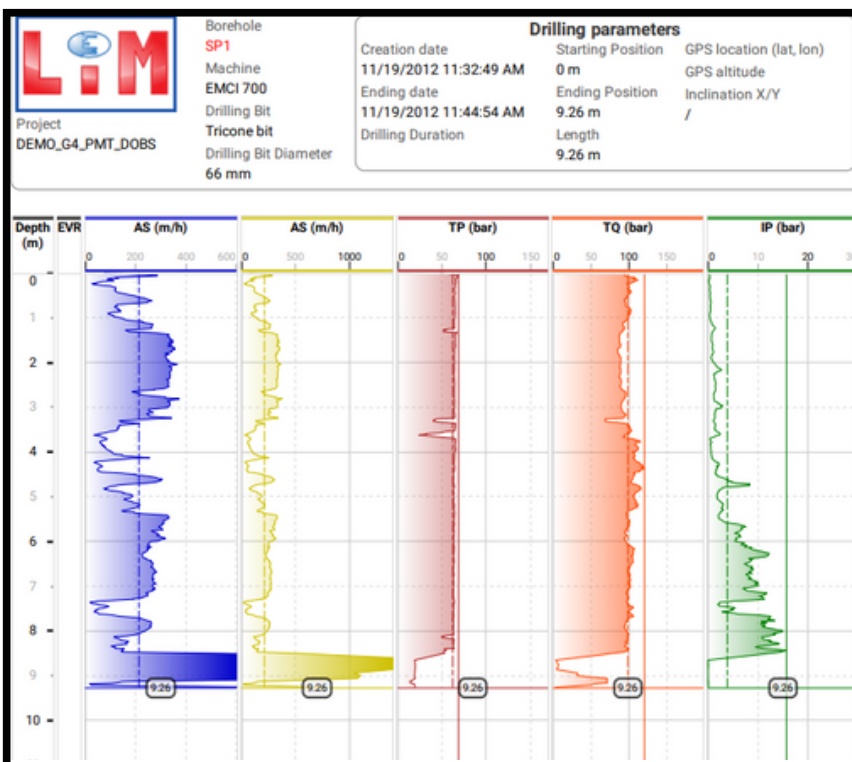 LiM
Project
DEMO_G4_PMT_DOBS
Borehole
SP1
Machine
EMCI 700
Drilling Bit
Tricone bit
Drilling Bit Diameter
66 mm
Drilling parameters
Creation date
11/19/2012 11:32:49 AM
Ending date
11/19/2012 11:44:54 AM
Drilling Duration
Starting Position
0 m
Ending Position
9.26 m
Length
9.26 m
GPS location (lat, lon)
GPS altitude
Inclination X/Y
/
Depth (m) EVR AS (m/h) AS (m/h) TP (bar) TQ (bar) IP (bar)
0 200 400 600 0 500 1000 0 50 100 150 0 50 100 150 0 10 20
0
1
2
3
4
5
6
7
8
9
9.26 9.26 9.26 9.26 9.26
10